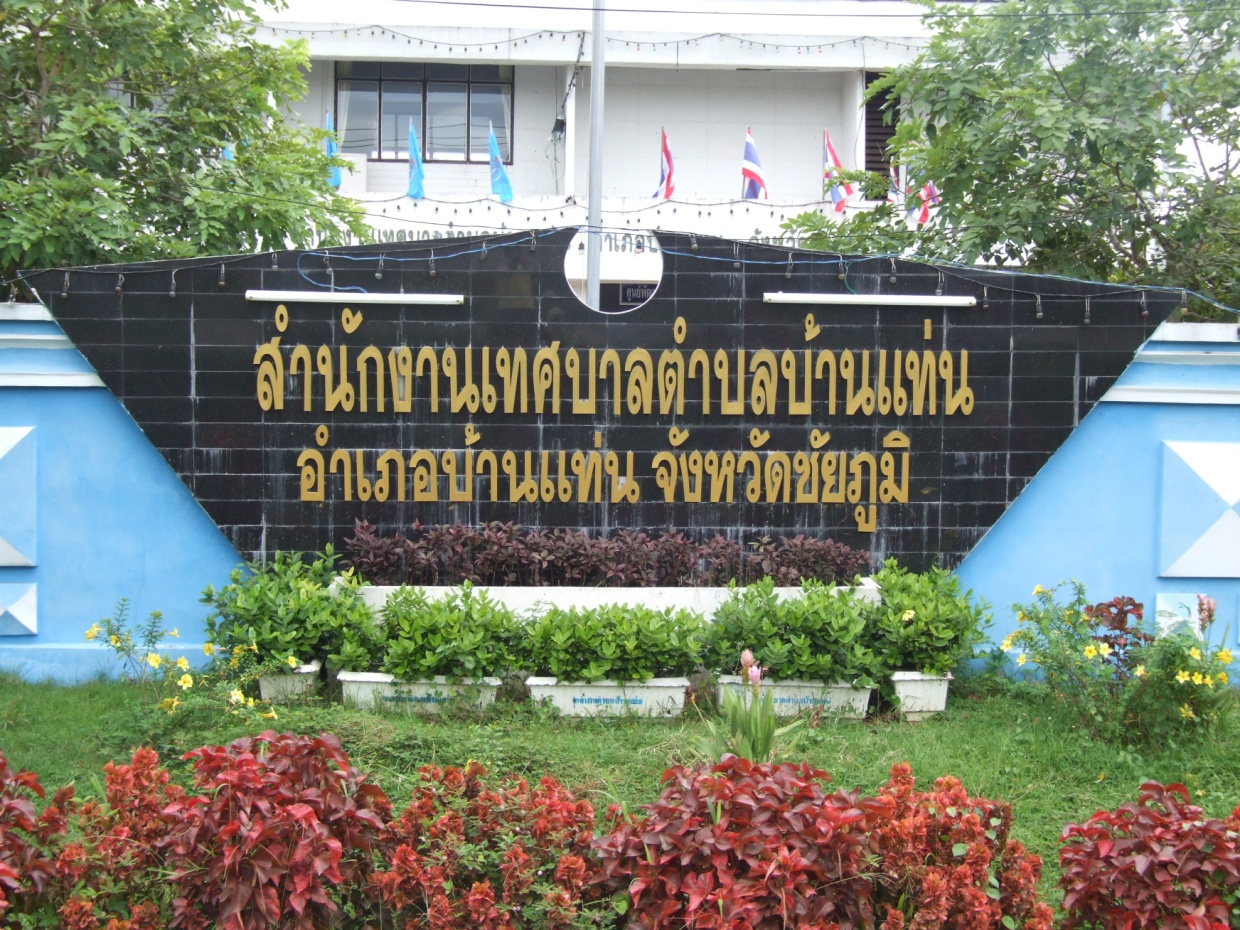 สำนักงานเทศบาลตำบลบ้านแท่น
อำเภอบ้านแท่น จังหวัดชัยภูมิ